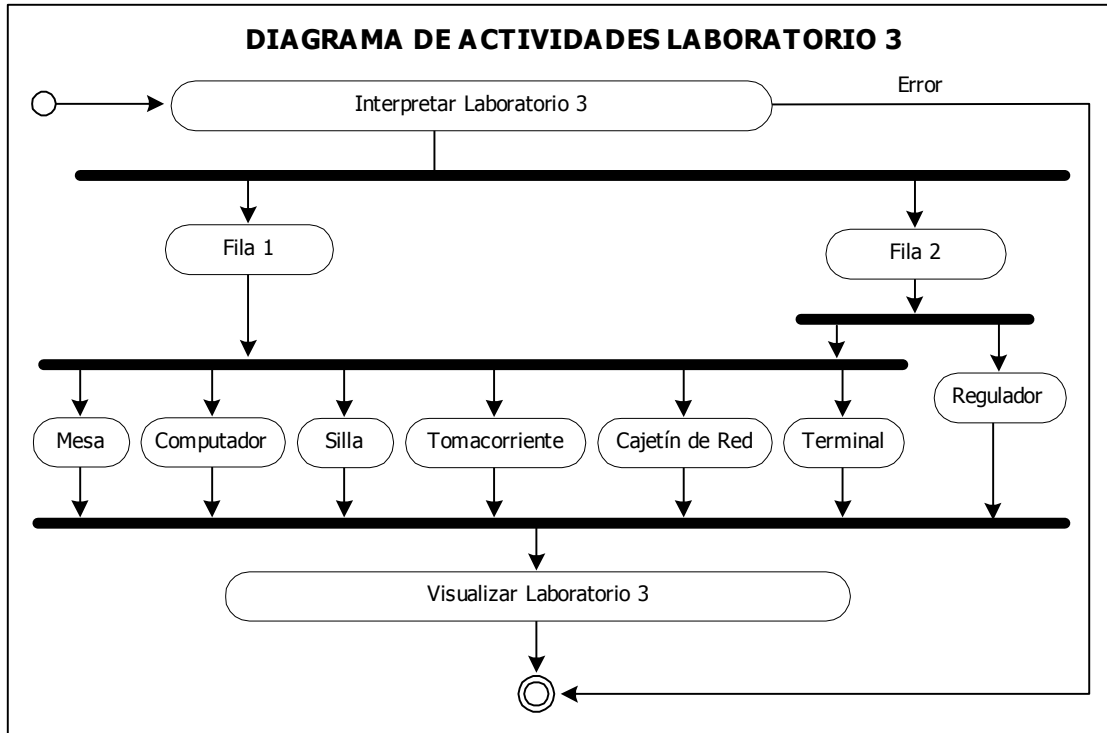 DIAGRAMA DE ACTIVIDADES LABORATORIO 3
Error
Interpretar Laboratorio 3
Fila 1
Fila 2
Regulador
Mesa
Computador
Silla
Tomacorriente
Cajetín de Red
Terminal
Visualizar Laboratorio 3